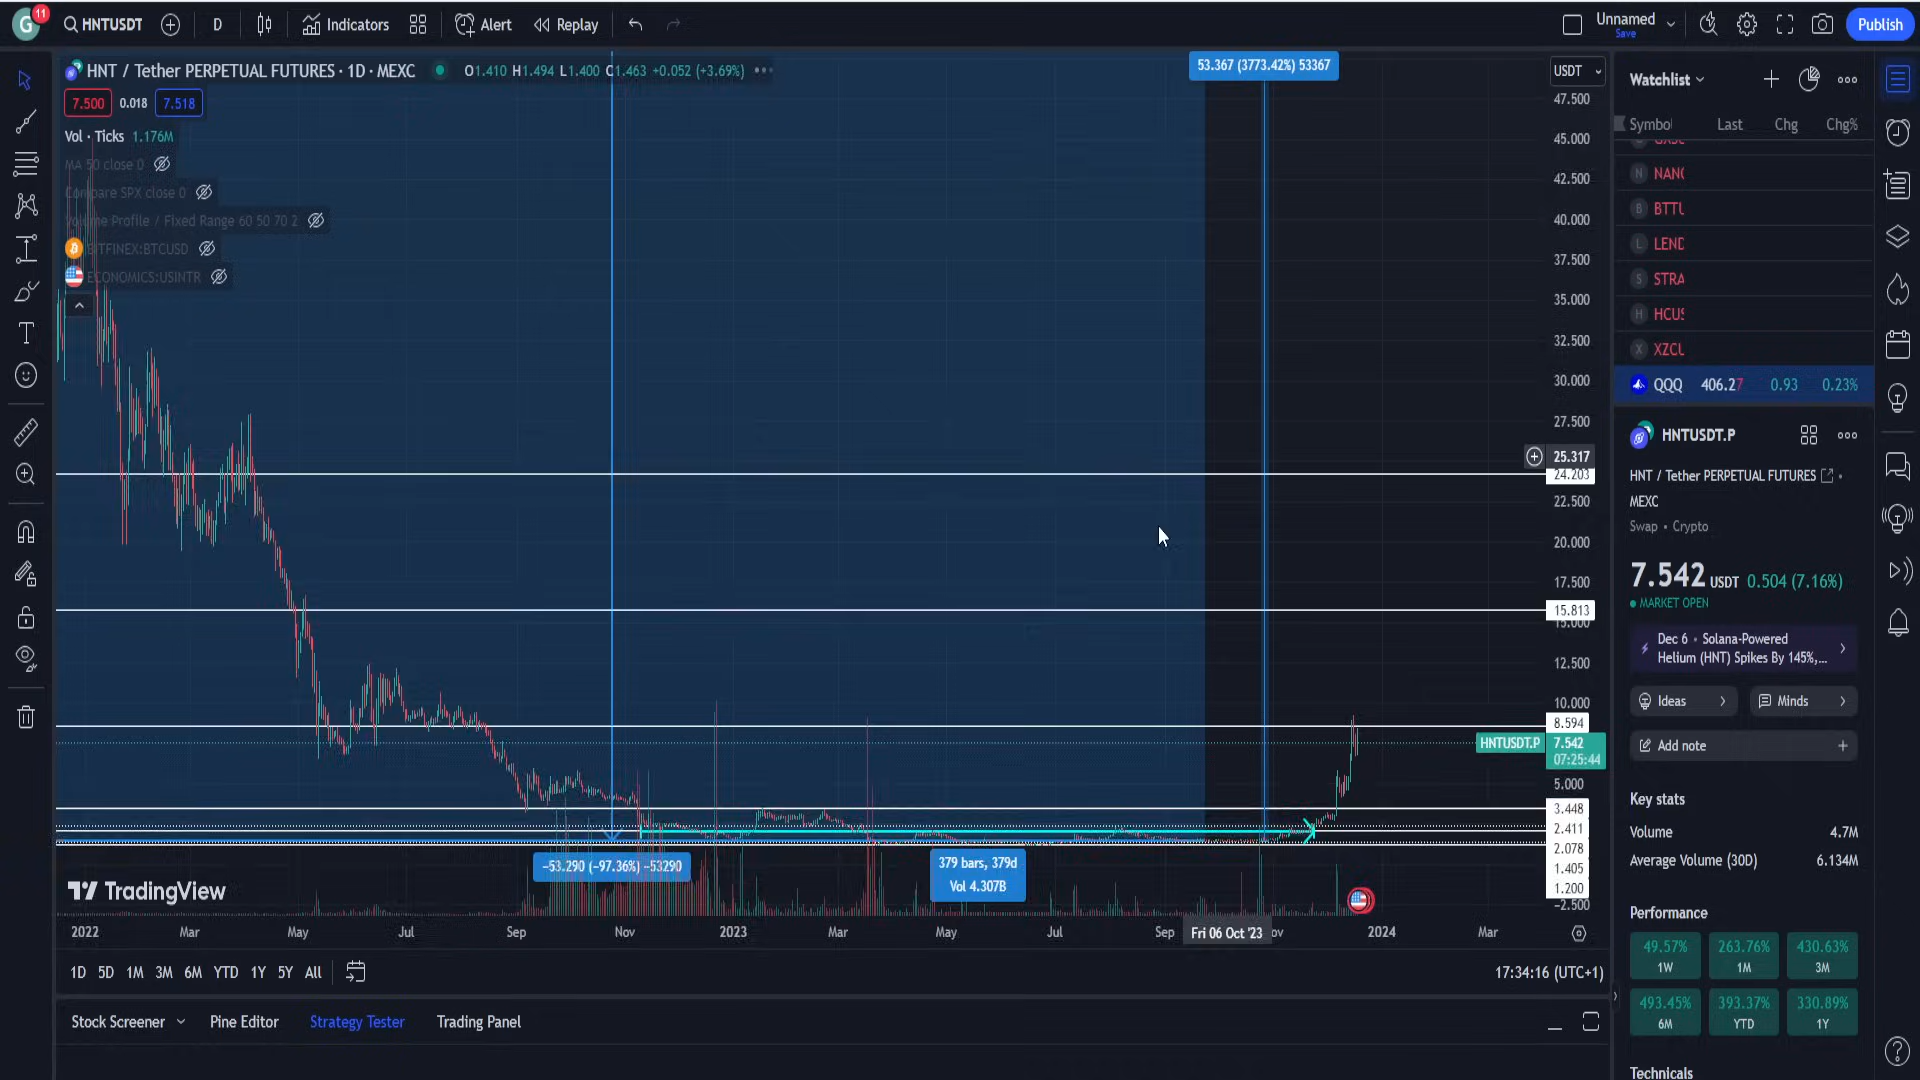 G 11 HNTUSDT D Indicators Alert Replay Unnamed Save Publish
HNT / Tether PERPETUAL FUTURES · 1D · MEXC O1.410 H1.494 L1.400 C1.463 +0.052 (+3.69%)
7.500 0.018 7.518
Vol · Ticks 1.176M
MA 50 close 0
Compare SPX close 0
Volume Profile / Fixed Range 60 50 70 2
BITFINEX:BTCUSD
ECONOMICS:USINTR
53.367 (3773.42%) 53367
USDT
47.500
45.000
42.500
40.000
37.500
35.000
32.500
30.000
27.500
25.317
24.203
22.500
20.000
17.500
15.813
15.000
12.500
10.000
8.594
HNTUSDT.P 7.542
07:25:44
5.000
3.448
2.411
2.078
1.405
1.200
−2.500
−53.290 (−97.36%) −53290
379 bars, 379d
Vol 4.307B
TradingView
2022 Mar May Jul Sep Nov 2023 Mar May Jul Sep Fri 06 Oct '23 ov 2024 Mar
1D 5D 1M 3M 6M YTD 1Y 5Y All
17:34:16 (UTC+1)
Stock Screener Pine Editor Strategy Tester Trading Panel
Watchlist
Symbol Last Chg Chg%
N NAN
B BTT
L LEND
S STRA
H HCUS
X XZCU
QQQ 406.27 0.93 0.23%
HNTUSDT.P
HNT / Tether PERPETUAL FUTURES ·
MEXC
Swap • Crypto
7.542 USDT 0.504 (7.16%)
MARKET OPEN
Dec 6 • Solana-Powered
Helium (HNT) Spikes By 145%,...
Ideas Minds
Add note
Key stats
Volume 4.7M
Average Volume (30D) 6.134M
Performance
49.57% 263.76% 430.63%
1W 1M 3M
493.45% 393.37% 330.89%
6M YTD 1Y
Technicals